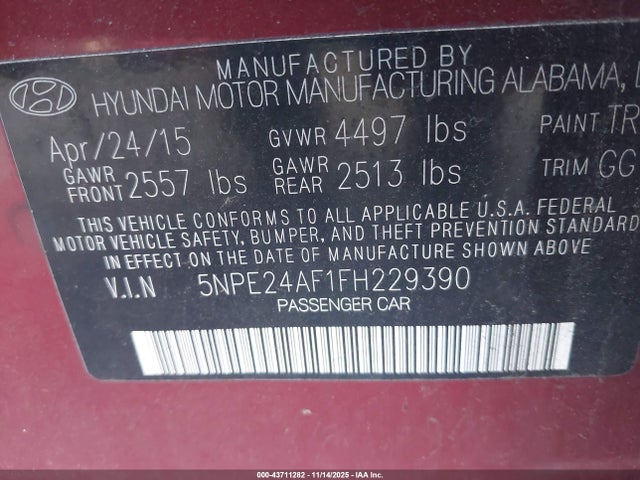 MANUFACTURED BY
HYUNDAI MOTOR MANUFACTURING ALABAMA,
Apr/24/15 GVWR 4497 lbs PAINT TR
GAWR FRONT 2557 lbs GAWR REAR 2513 lbs TRIM GG
THIS VEHICLE CONFORMS TO ALL APPLICABLE U.S.A. FEDERAL
MOTOR VEHICLE SAFETY, BUMPER, AND THEFT PREVENTION STANDARDS
IN EFFECT ON THE DATE OF MANUFACTURE SHOWN ABOVE
V.I.N 5NPE24AF1FH229390
PASSENGER CAR
000-43711282 - 11/14/2025 - IAA Inc.